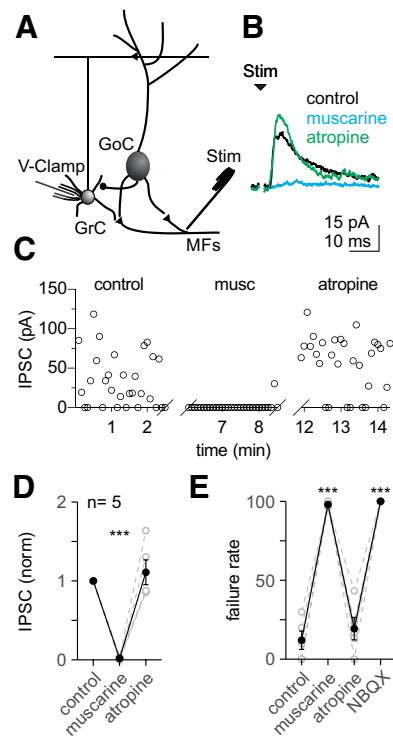 A
B
Stim
control
muscarine
atropine
GoC
V-Clamp
Stim
GrC
MFs
15 pA
10 ms
C
control musc atropine
IPSC (pA)
150
100
50
0
1 2 7 8 12 13 14
time (min)
D
E
n= 5
***
IPSC (norm)
2
1
0
control
muscarine
atropine
*** ***
failure rate
100
50
0
control
muscarine
atropine
NBQX